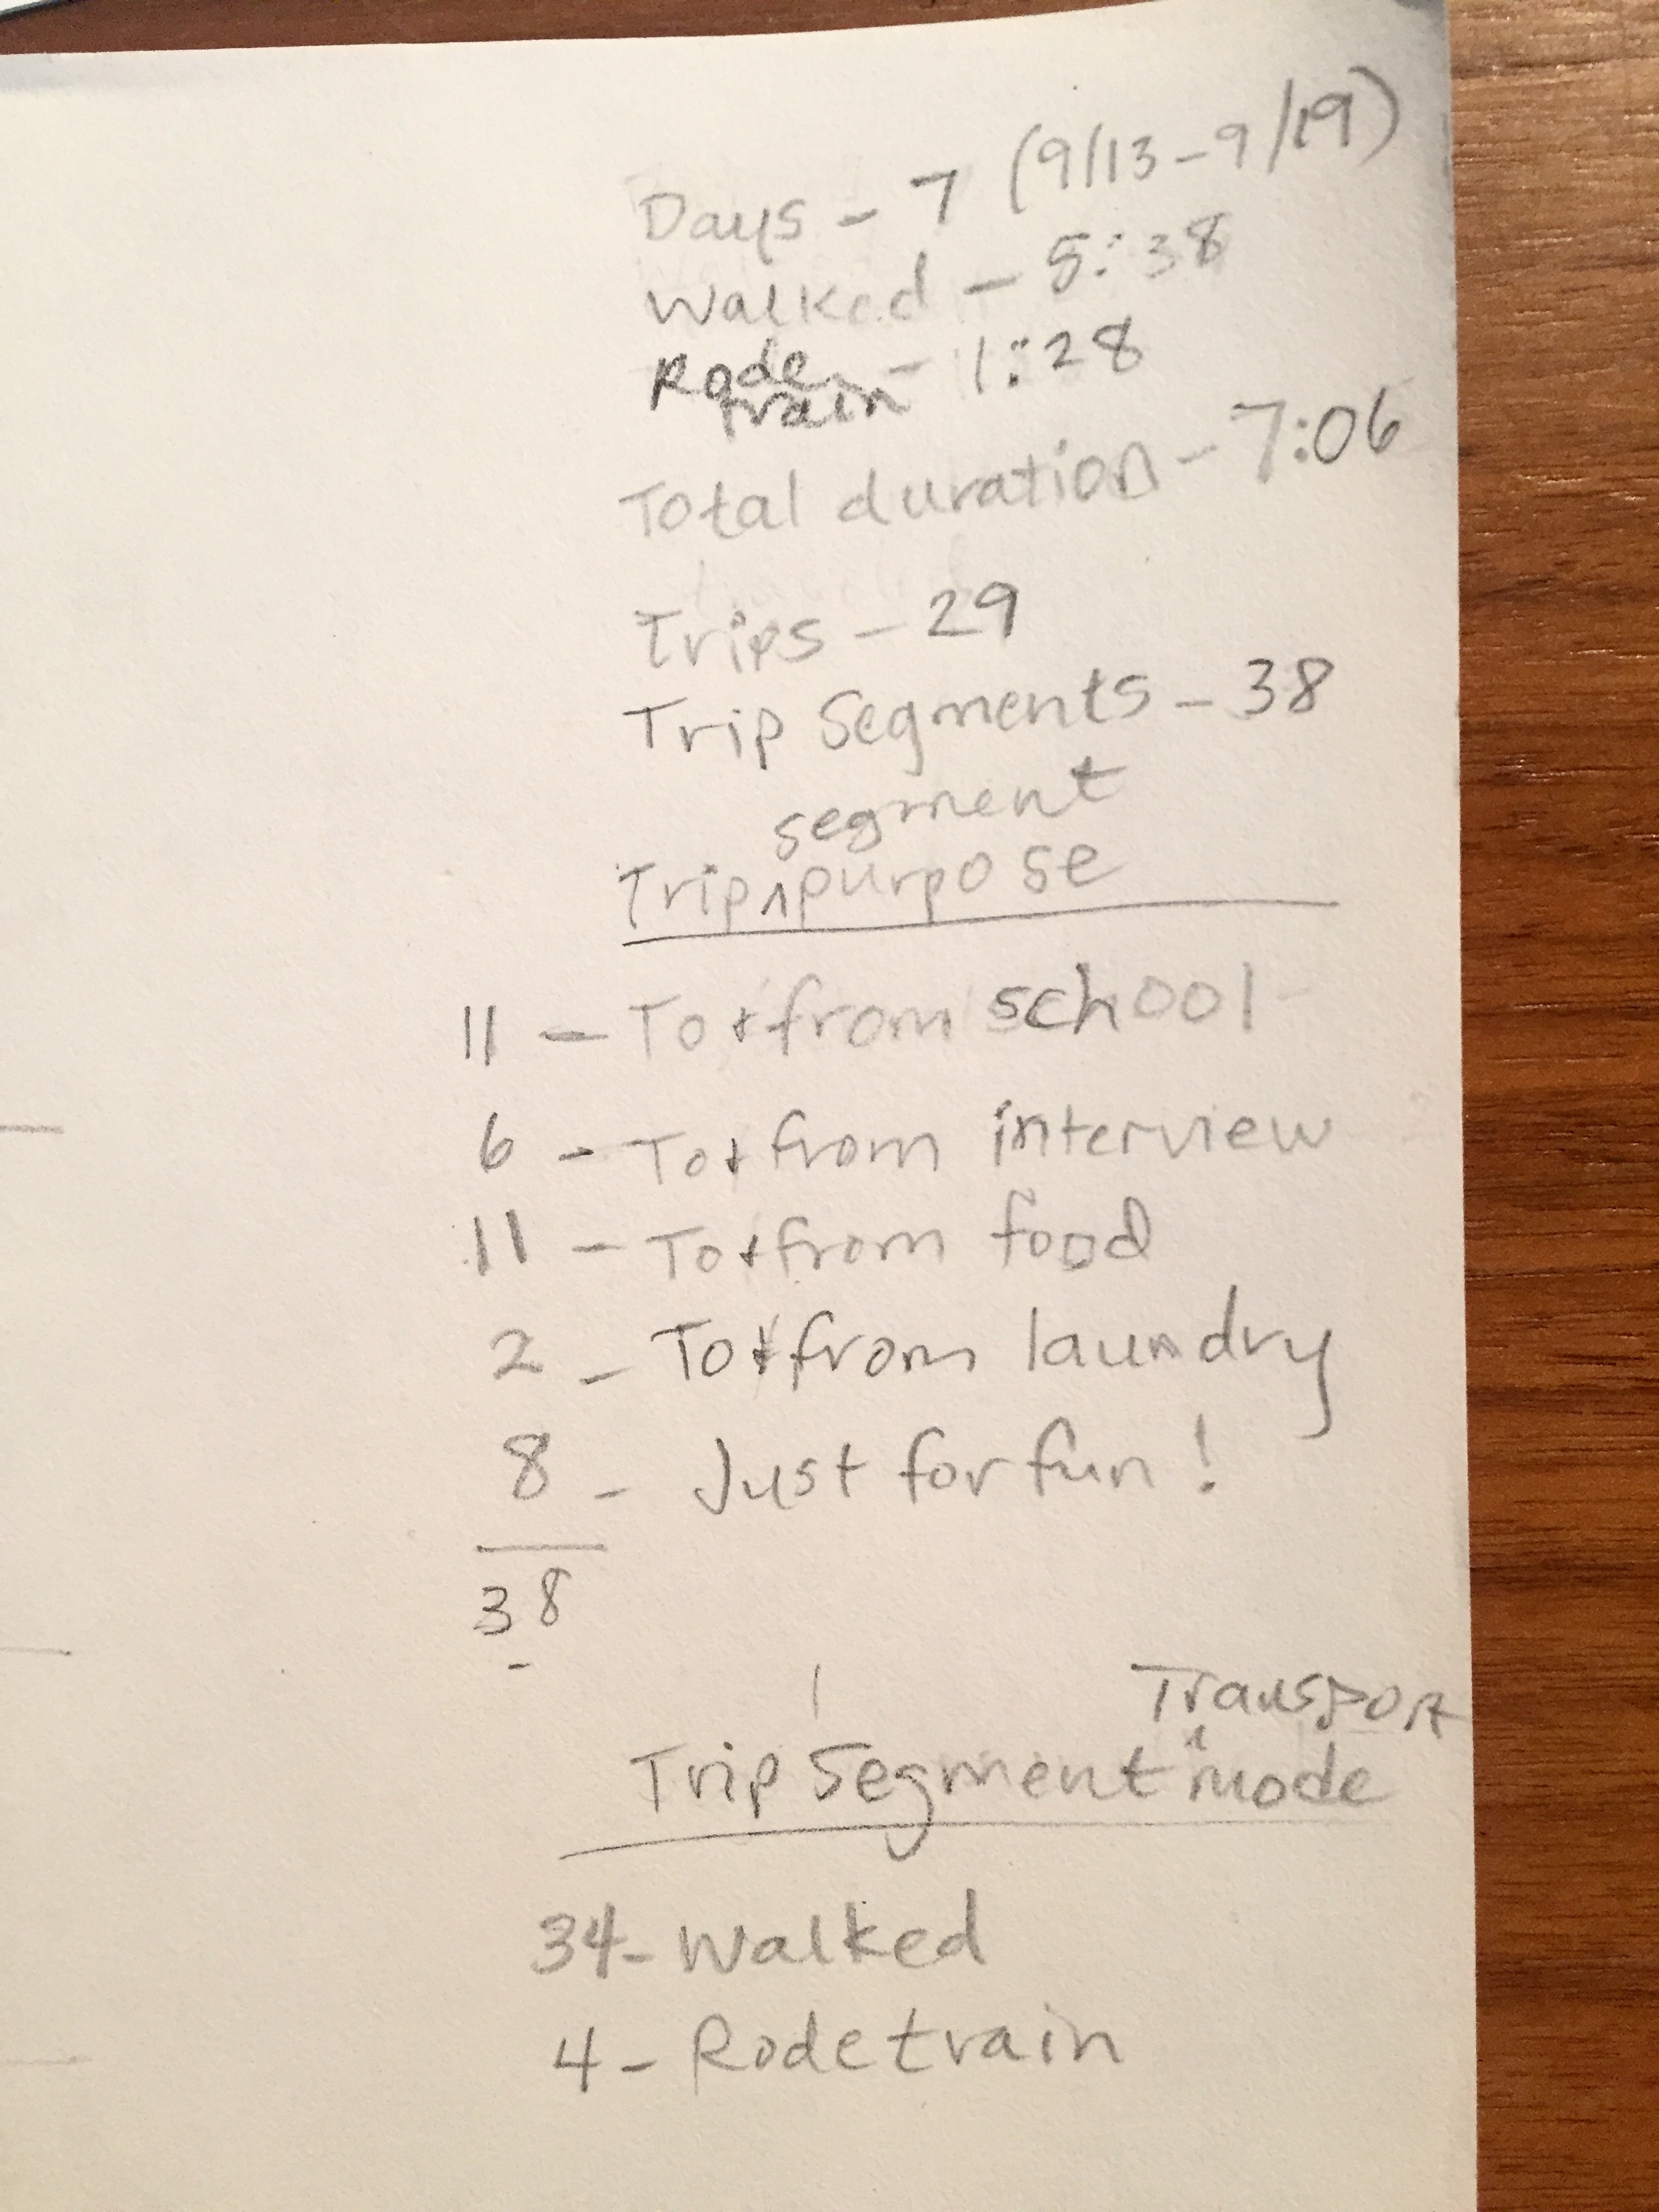 Days - 7 (9/13 - 9/19)
Walked - 5:38
Rode train - 1:28
Total duration - 7:06
Trips - 29
Trip Segments - 38
segment
Trip ^ purpose
11 - To + from school
6 - To + from interview
11 - To + from food
2 - To + from laundry
8 - Just for fun!
38
Transport
Trip Segment ^ mode
34 - Walked
4 - Rode train